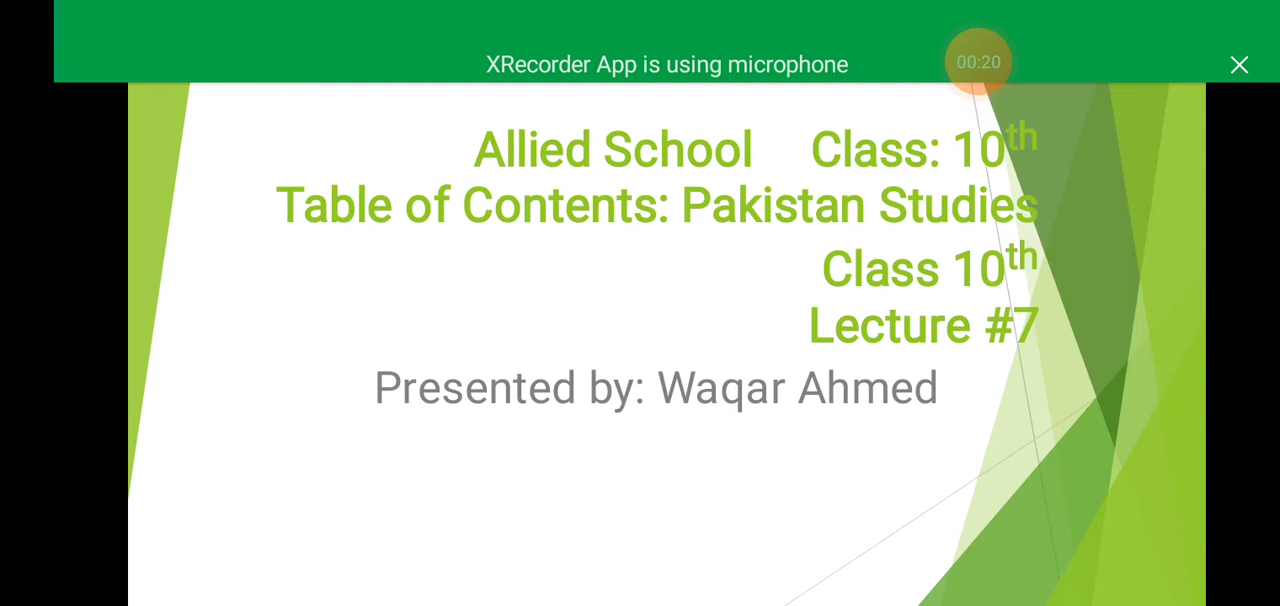 XRecorder App is using microphone 00:20
Allied School Class: 10th
Table of Contents: Pakistan Studies
Class 10th
Lecture #7
Presented by: Waqar Ahmed